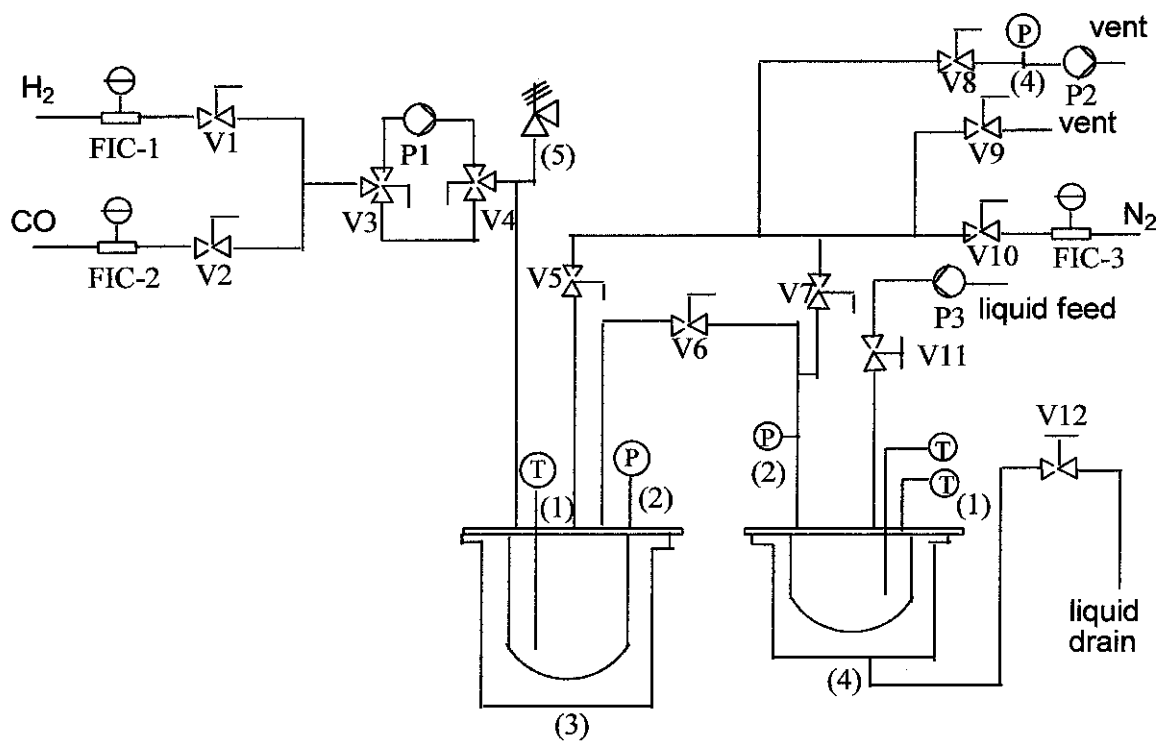 H2
FIC-1
V1
CO
FIC-2
V2
V3
P1
V4
(5)
V8
P
(4)
P2
vent
V9
vent
V10
FIC-3
N2
V5
V6
V7
P3
liquid feed
V11
V12
T
(1)
P
(2)
P
(2)
T
T
(1)
(3)
(4)
liquid
drain